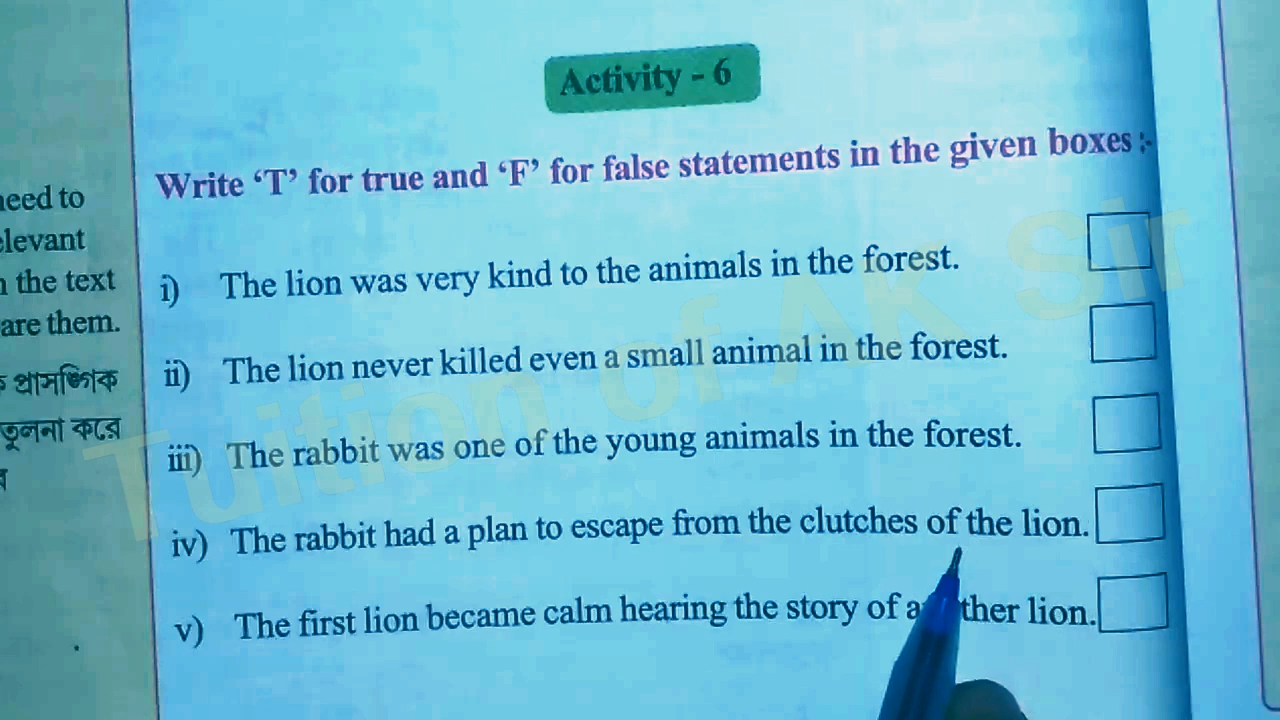 Activity - 6
Write ‘T’ for true and ‘F’ for false statements in the given boxes :-
need to
elevant
the text
are them.
প্রাসঙ্গিক
তুলনা করে
i) The lion was very kind to the animals in the forest.
ii) The lion never killed even a small animal in the forest.
iii) The rabbit was one of the young animals in the forest.
iv) The rabbit had a plan to escape from the clutches of the lion.
v) The first lion became calm hearing the story of a ther lion.
Tuition of AK Sir